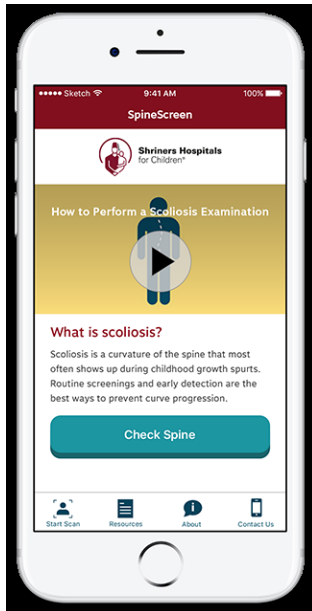 Sketch 9:41 AM 100%
SpineScreen
Shriners Hospitals
for Children®
How to Perform a Scoliosis Examination
What is scoliosis?
Scoliosis is a curvature of the spine that most
often shows up during childhood growth spurts.
Routine screenings and early detection are the
best ways to prevent curve progression.
Check Spine
Start Scan Resources About Contact Us